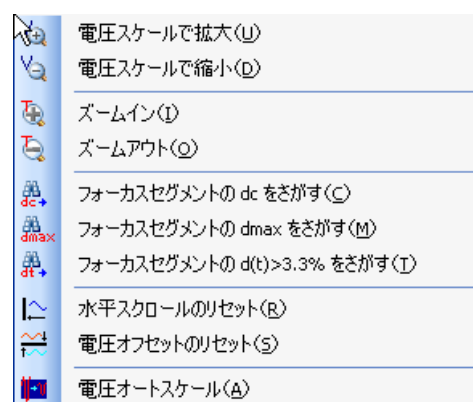 電圧スケールで拡大(U)
電圧スケールで縮小(D)
ズームイン(I)
ズームアウト(O)
フォーカスセグメントの dc をさがす(C)
フォーカスセグメントの dmax をさがす(M)
フォーカスセグメントの d(t)>3.3% をさがす(T)
水平スクロールのリセット(R)
電圧オフセットのリセット(S)
電圧オートスケール(A)
V
V
T
T
dc
dmax
dt